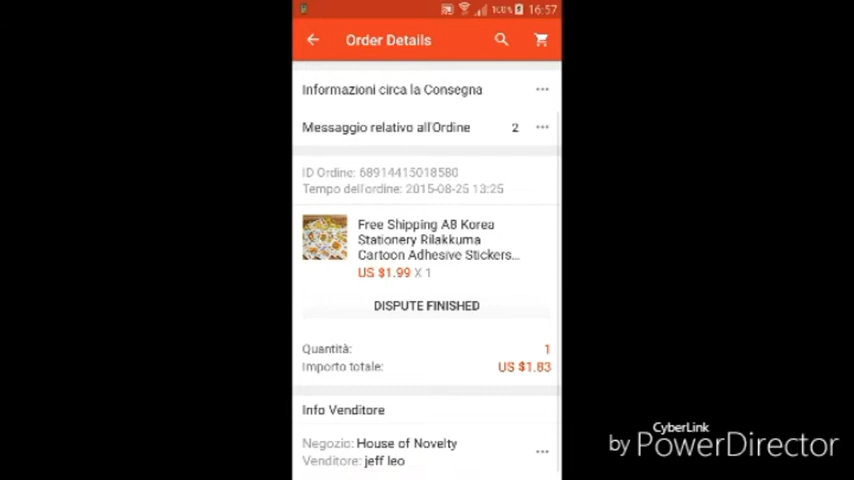 100% 16:57
Order Details
Informazioni circa la Consegna
Messaggio relativo all'Ordine 2
ID Ordine: 68914415018580
Tempo dell'ordine: 2015-08-25 13:25
Free Shipping AB Korea
Stationery Rilakkuma
Cartoon Adhesive Stickers...
US $1.99 X 1
DISPUTE FINISHED
Quantità: 1
Importo totale: US $1.83
Info Venditore
Negozio: House of Novelty
Venditore: jeff leo
CyberLink
by PowerDirector